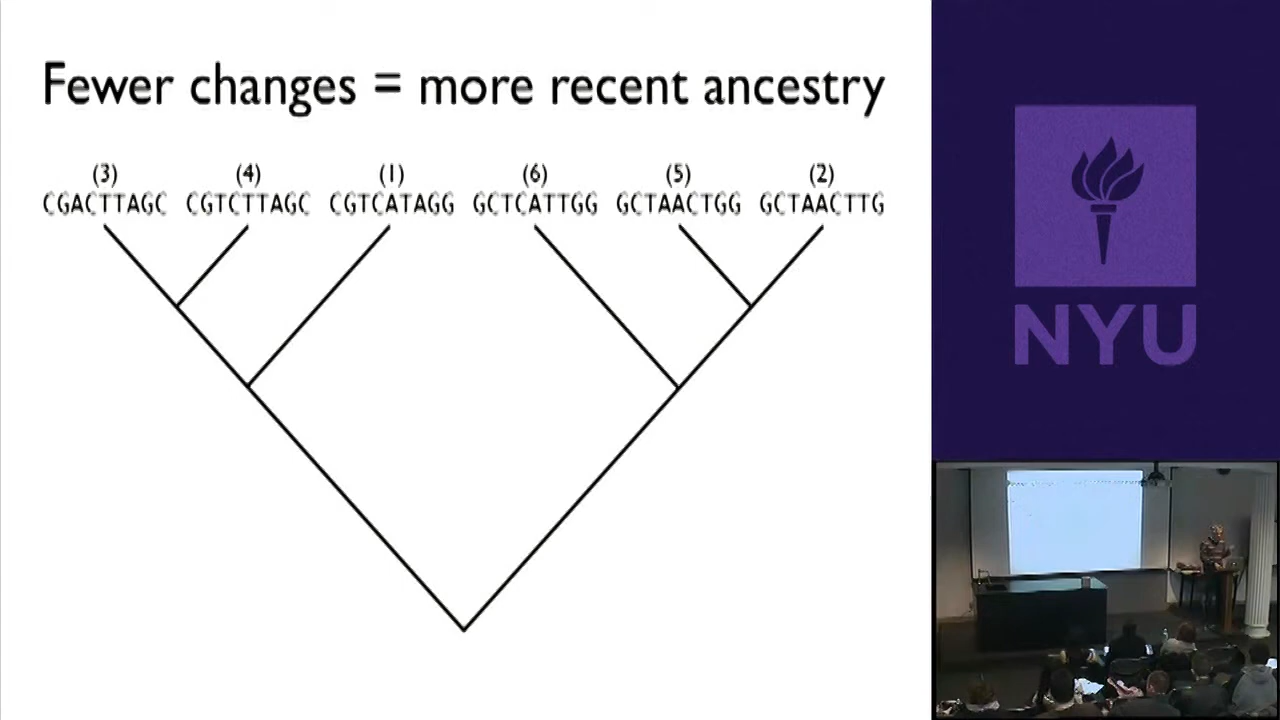 Fewer changes = more recent ancestry
(3) (4) (1) (6) (5) (2)
CGACTTAGC CGTCTTAGC CGTCATAGG GCTCATTGG GCTAACTGG GCTAACTTG
NYU